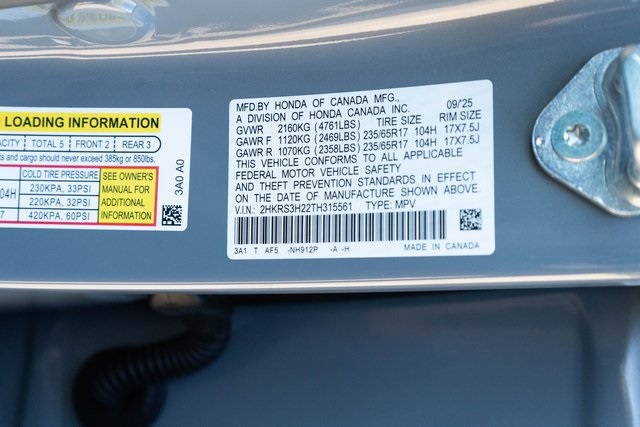 LOADING INFORMATION
ACITY TOTAL 5 FRONT 2 REAR 3
ts and cargo should never exceed 385kg or 850lbs.
COLD TIRE PRESSURE
04H 230KPA, 33PSI
220KPA, 32PSI
7 420KPA, 60PSI
SEE OWNER'S
MANUAL FOR
ADDITIONAL
INFORMATION
3A0 A0
MFD.BY HONDA OF CANADA MFG., 09/'25
A DIVISION OF HONDA CANADA INC.
TIRE SIZE RIM SIZE
GVWR 2160KG (4761LBS)
GAWR F 1120KG (2469LBS) 235/65R17 104H 17X7.5J
GAWR R 1070KG (2358LBS) 235/65R17 104H 17X7.5J
THIS VEHICLE CONFORMS TO ALL APPLICABLE
FEDERAL MOTOR VEHICLE SAFETY
AND THEFT PREVENTION STANDARDS IN EFFECT
ON THE DATE OF MANUFACTURE SHOWN ABOVE.
V.I.N.: 2HKRS3H22TH315561 TYPE: MPV
3A1 T AF5 -NH912P -A -H MADE IN CANADA